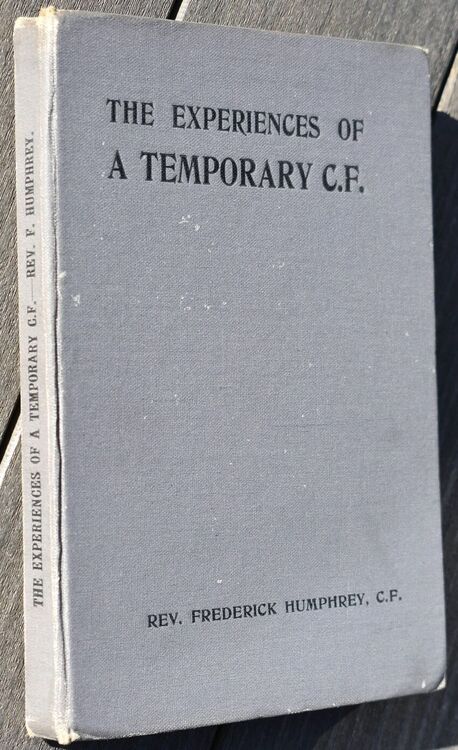 THE EXPERIENCES OF
A TEMPORARY C.F.
REV. FREDERICK HUMPHREY, C.F.
THE EXPERIENCES OF A TEMPORARY C.F.—REV. F. HUMPHREY.